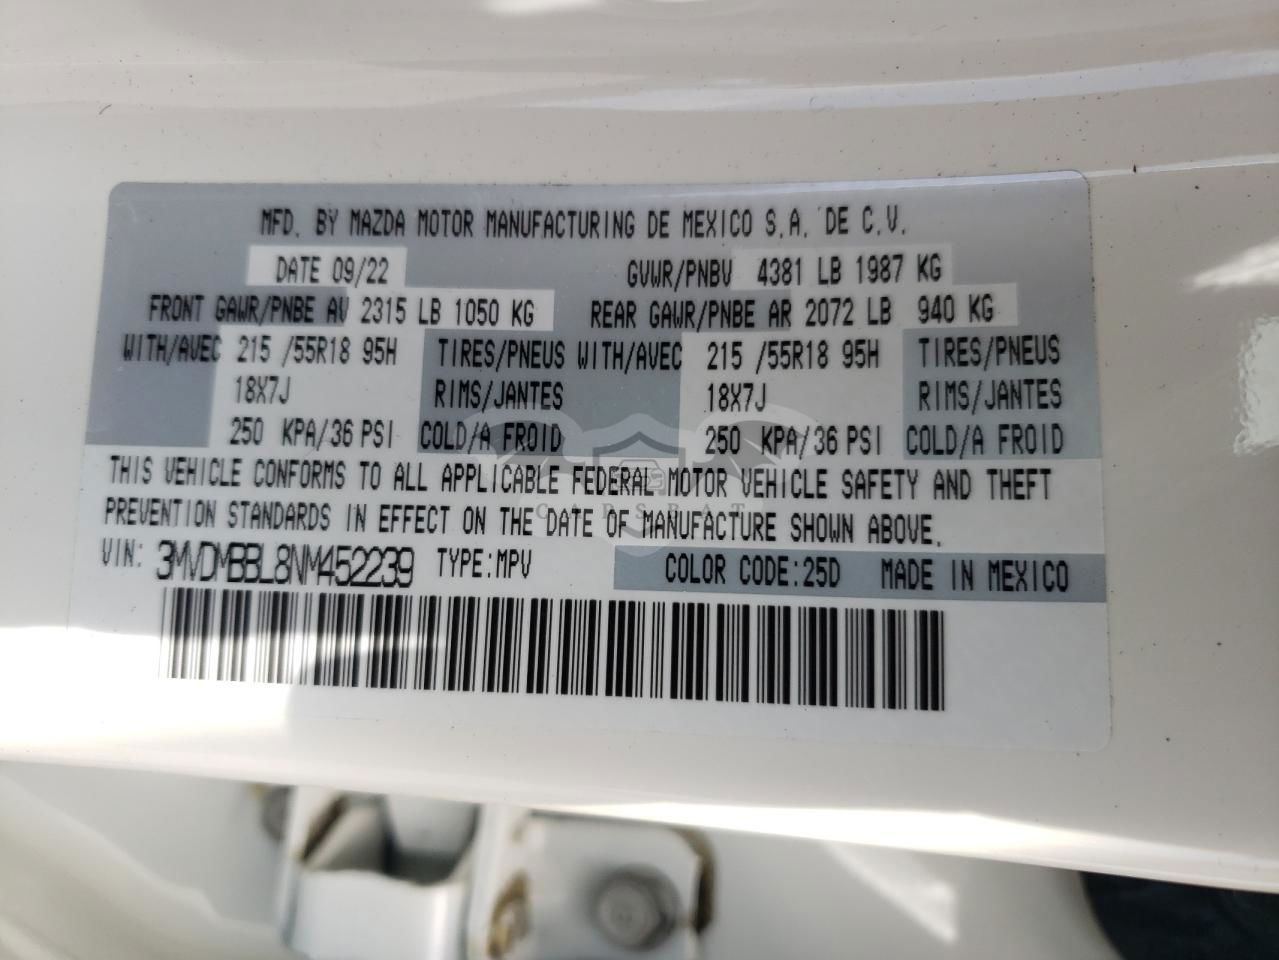 MFD. BY MAZDA MOTOR MANUFACTURING DE MEXICO S.A. DE C.V.
DATE 09/22 GVWR/PNBV 4381 LB 1987 KG
FRONT GAWR/PNBE AV 2315 LB 1050 KG REAR GAWR/PNBE AR 2072 LB 940 KG
WITH/AVEC 215 /55R18 95H TIRES/PNEUS WITH/AVEC 215 /55R18 95H TIRES/PNEUS
18X7J RIMS/JANTES 18X7J RIMS/JANTES
250 KPA/36 PSI COLD/A FROID 250 KPA/36 PSI COLD/A FROID
THIS VEHICLE CONFORMS TO ALL APPLICABLE FEDERAL MOTOR VEHICLE SAFETY AND THEFT
CARSBAT
PREVENTION STANDARDS IN EFFECT ON THE DATE OF MANUFACTURE SHOWN ABOVE.
VIN: 3MVDMBBL8NM452239 TYPE:MPV COLOR CODE:25D MADE IN MEXICO